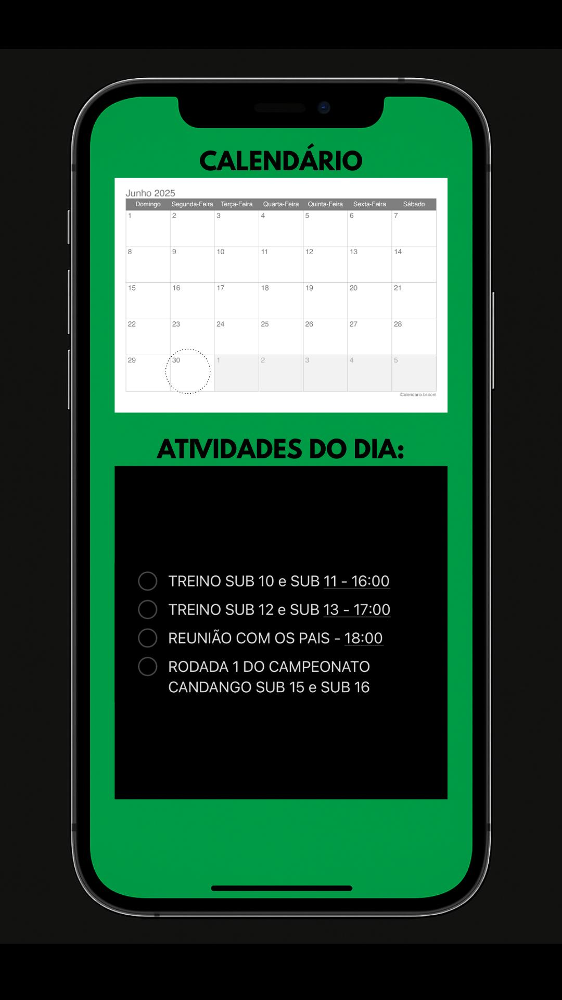 CALENDÁRIO
Junho 2025
Domingo Segunda-Feira Terça-Feira Quarta-Feira Quinta-Feira Sexta-Feira Sábado
1 2 3 4 5 6 7
8 9 10 11 12 13 14
15 16 17 18 19 20 21
22 23 24 25 26 27 28
29 30 1 2 3 4 5
iCalendario.br.com
ATIVIDADES DO DIA:
TREINO SUB 10 e SUB 11 - 16:00
TREINO SUB 12 e SUB 13 - 17:00
REUNIÃO COM OS PAIS - 18:00
RODADA 1 DO CAMPEONATO
CANDANGO SUB 15 e SUB 16